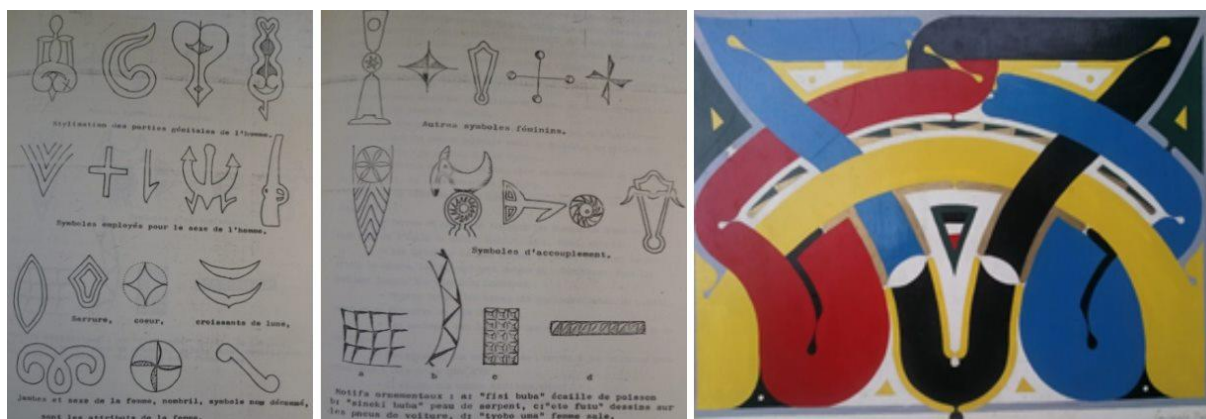 Stylisation des parties génitales de l'homme.
Symboles employés pour le sexe de l'homme.
Serrure, coeur, croissants de lune,
Jambes et sexe de la femme, nombril, symbole non dénommé,
sont les attributs de la femme.
Autres symboles féminins.
Symboles d'accouplement.
a b c d
Motifs ornementaux : a: "fisi buba" écaille de poisson
b: "sineki buba" peau de serpent, c:"ete futu" dessins sur
les pneus de voiture, d: "tyobo uma" femme sale.